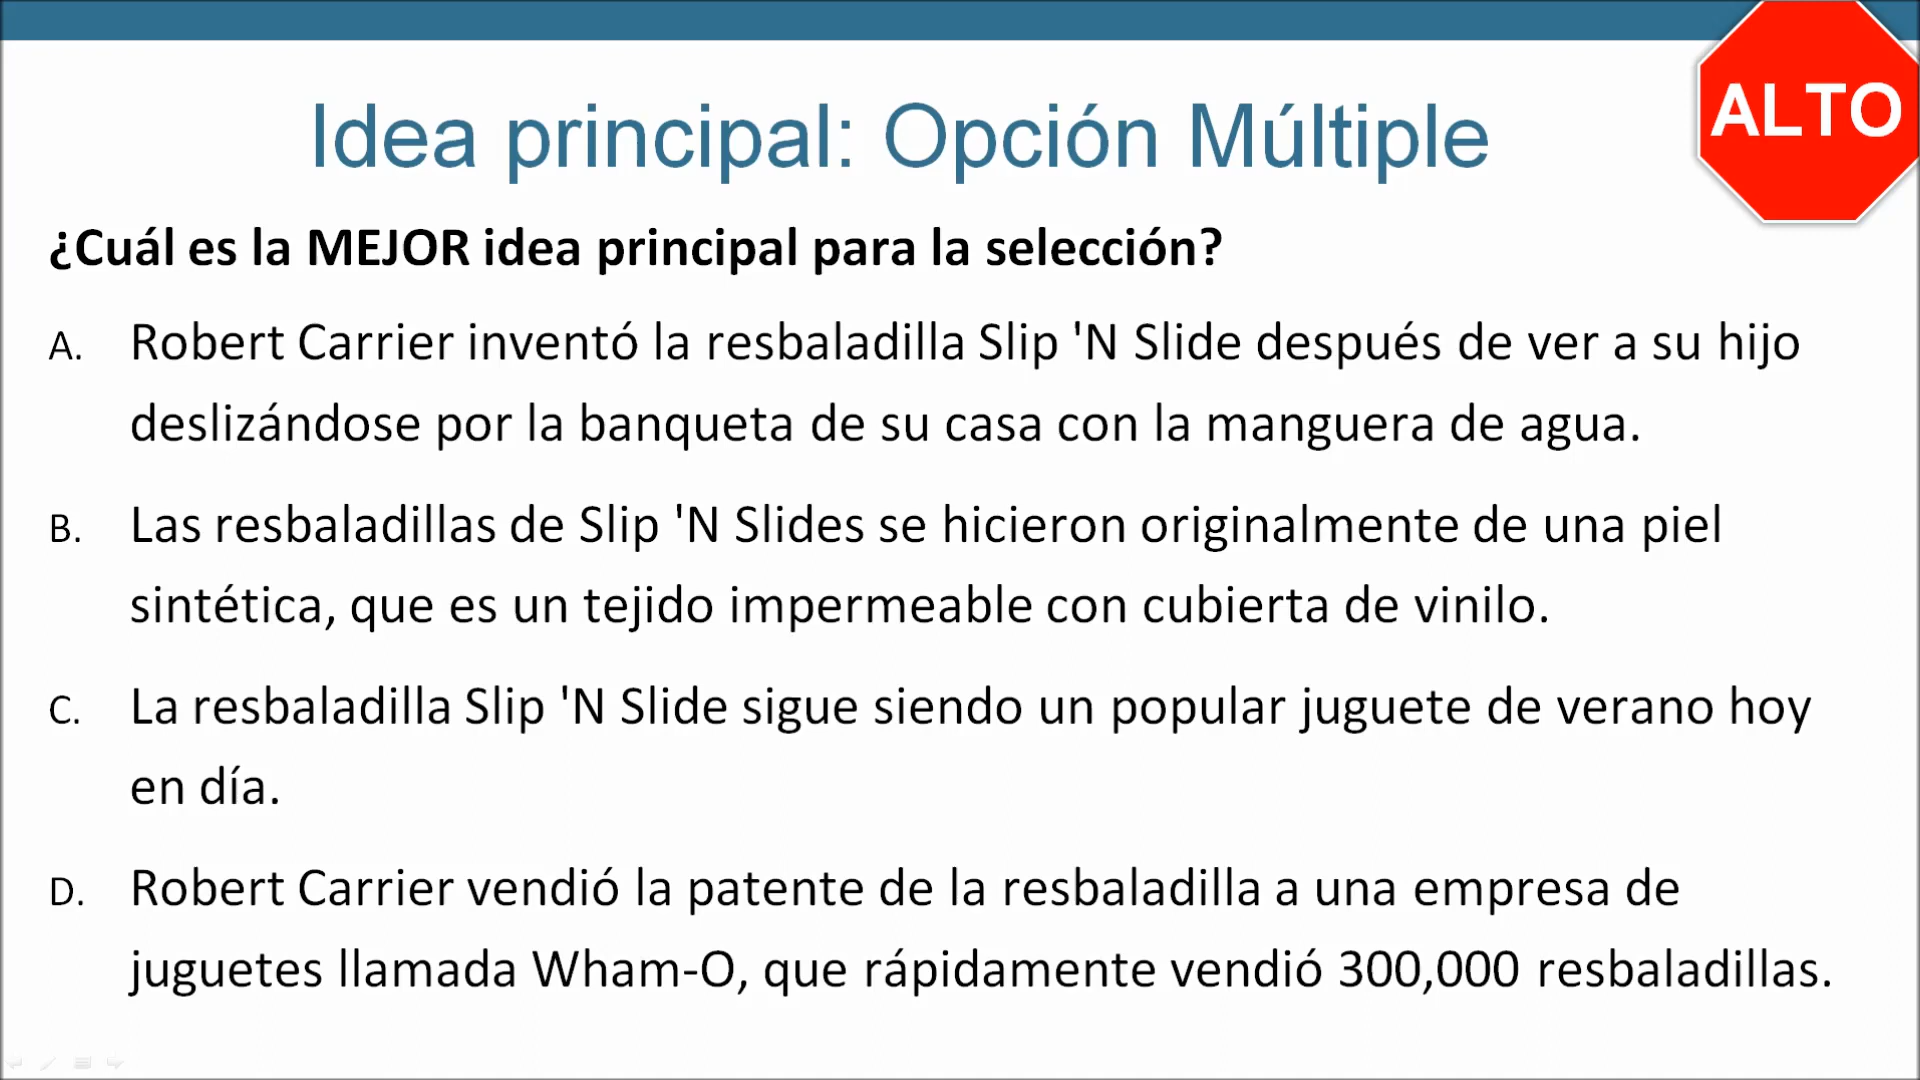 ALTO
Idea principal: Opción Múltiple
¿Cuál es la MEJOR idea principal para la selección?
A. Robert Carrier inventó la resbaladilla Slip 'N Slide después de ver a su hijo
deslizándose por la banqueta de su casa con la manguera de agua.
B. Las resbaladillas de Slip 'N Slides se hicieron originalmente de una piel
sintética, que es un tejido impermeable con cubierta de vinilo.
C. La resbaladilla Slip 'N Slide sigue siendo un popular juguete de verano hoy
en día.
D. Robert Carrier vendió la patente de la resbaladilla a una empresa de
juguetes llamada Wham-O, que rápidamente vendió 300,000 resbaladillas.